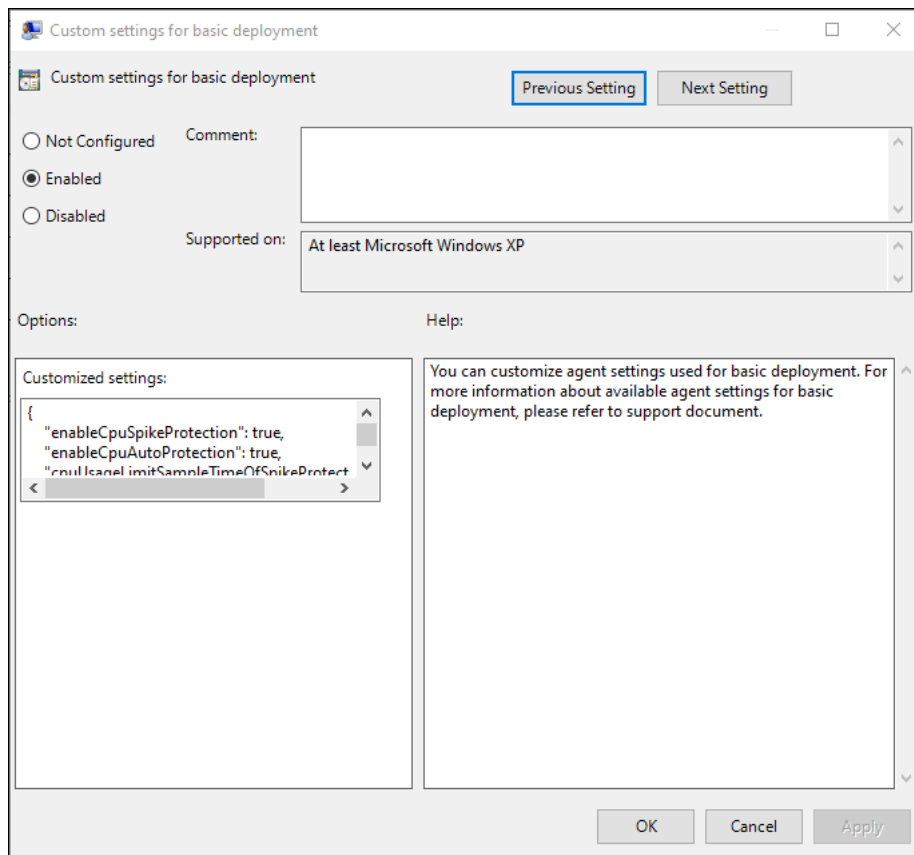 Custom settings for basic deployment
Custom settings for basic deployment
Previous Setting
Next Setting
Not Configured
Enabled
Disabled
Comment:
Supported on:
At least Microsoft Windows XP
Options:
Help:
Customized settings:
{
"enableCpuSpikeProtection": true,
"enableCpuAutoProtection": true,
"cpuUsageLimitSampleTimeOfSpikeProtect
You can customize agent settings used for basic deployment. For
more information about available agent settings for basic
deployment, please refer to support document.
OK
Cancel
Apply